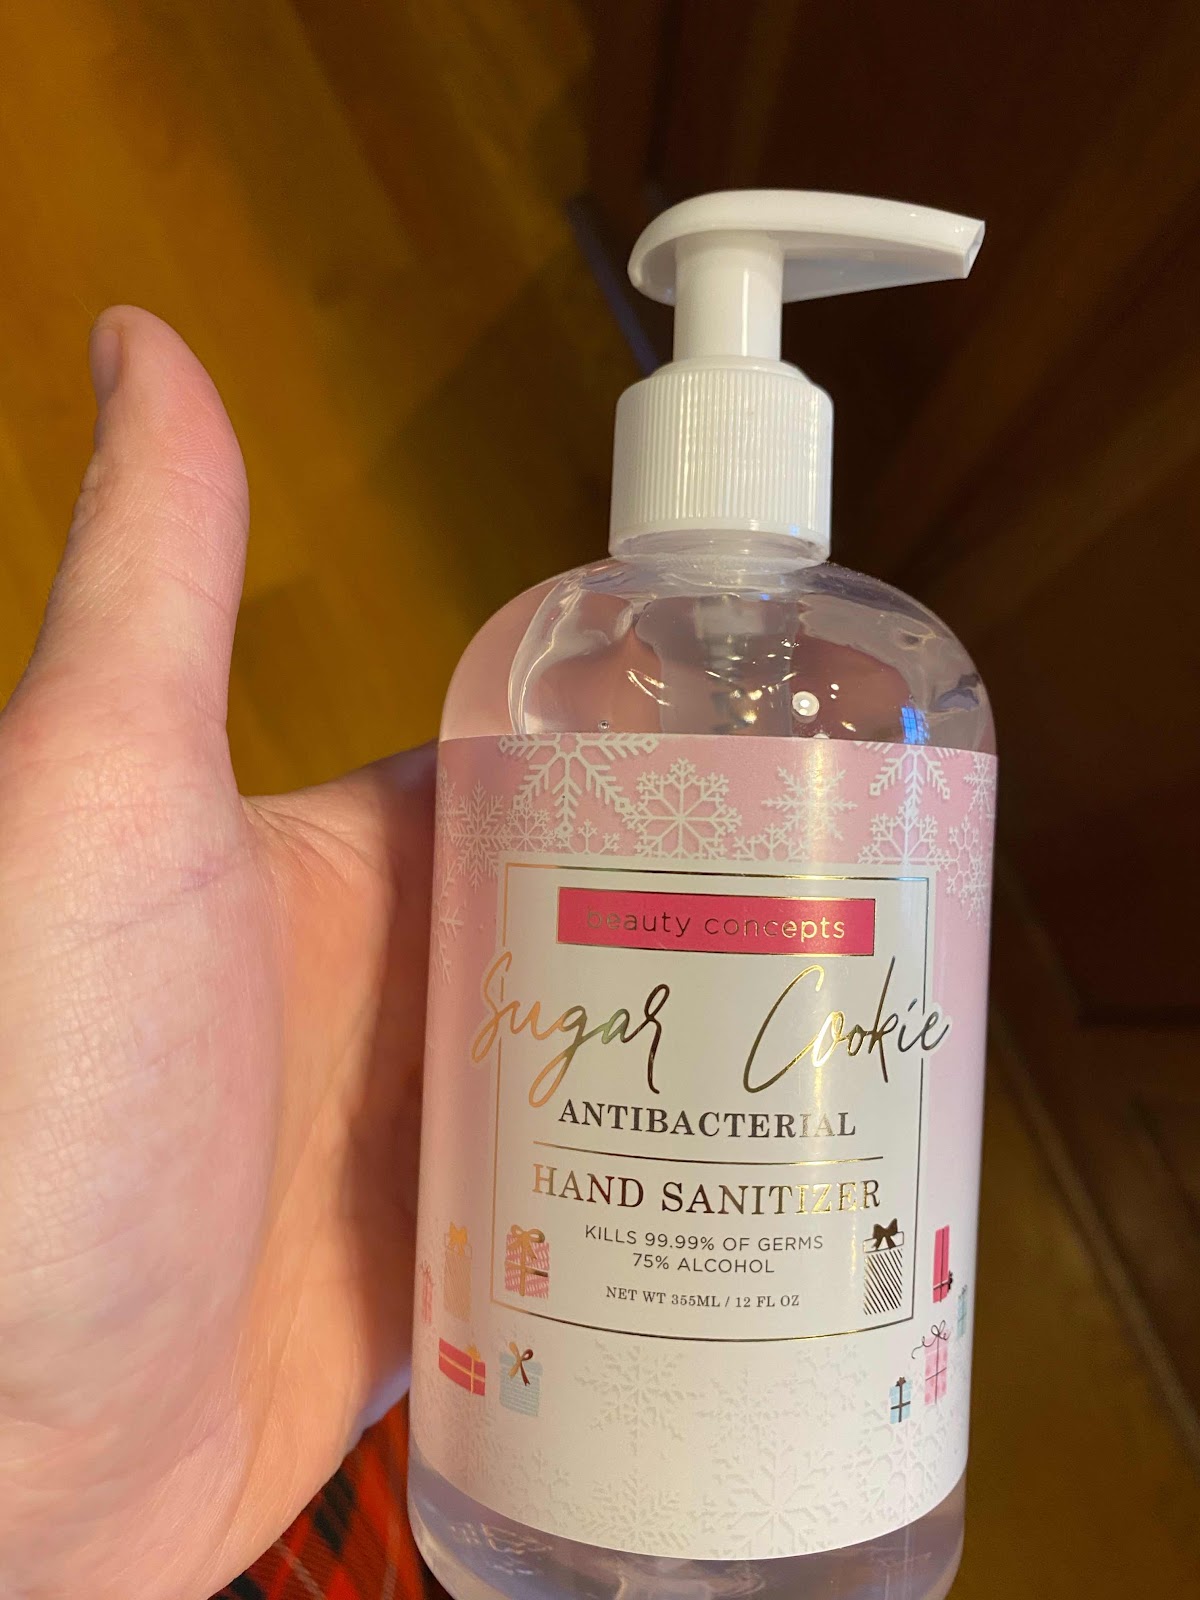 beauty concepts
Sugar Cookie
ANTIBACTERIAL
HAND SANITIZER
KILLS 99.99% OF GERMS
75% ALCOHOL
NET WT 355ML / 12 FL OZ